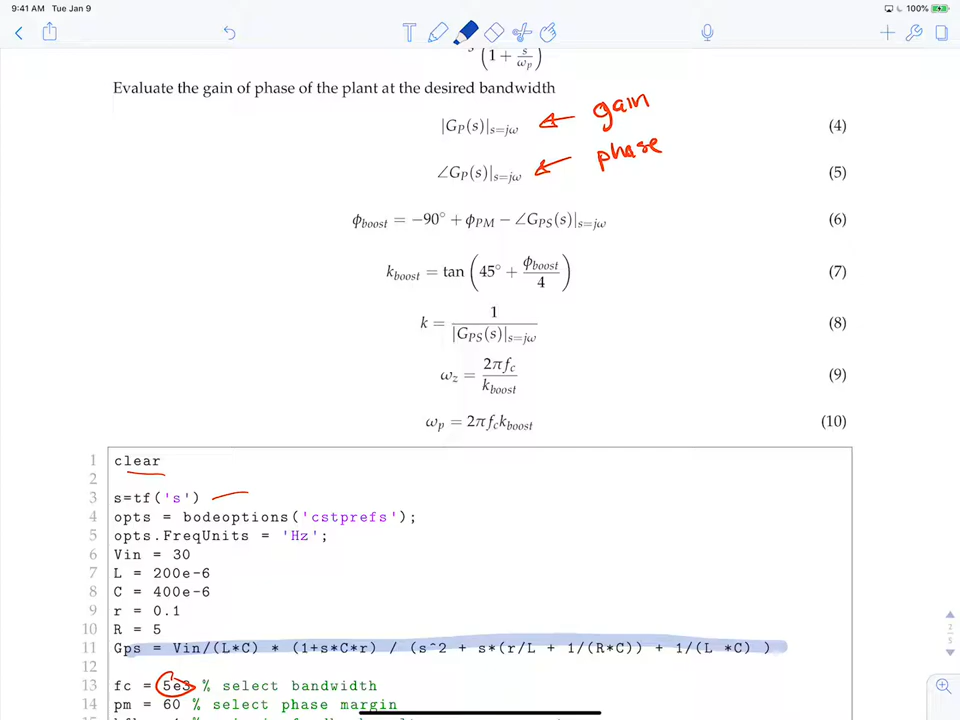 9:41 AM Tue Jan 9
100%
T
s (1 + s/ωp)
Evaluate the gain of phase of the plant at the desired bandwidth
gain
|G_P(s)|_{s=jω} (4)
phase
∠G_P(s)|_{s=jω} (5)
ϕ_boost = −90° + ϕ_PM − ∠G_PS(s)|_{s=jω} (6)
k_boost = tan (45° + ϕ_boost/4) (7)
k = 1/|G_PS(s)|_{s=jω} (8)
ω_z = 2πf_c/k_boost (9)
ω_p = 2πf_c k_boost (10)
1 clear
2
3 s=tf('s')
4 opts = bodeoptions('cstprefs');
5 opts.FreqUnits = 'Hz';
6 Vin = 30
7 L = 200e-6
8 C = 400e-6
9 r = 0.1
10 R = 5
11 Gps = Vin/(L*C) * (1+s*C*r) / (s^2 + s*(r/L + 1/(R*C)) + 1/(L *C) )
12
13 fc = 5e3 % select bandwidth
14 pm = 60 % select phase margin
2/5